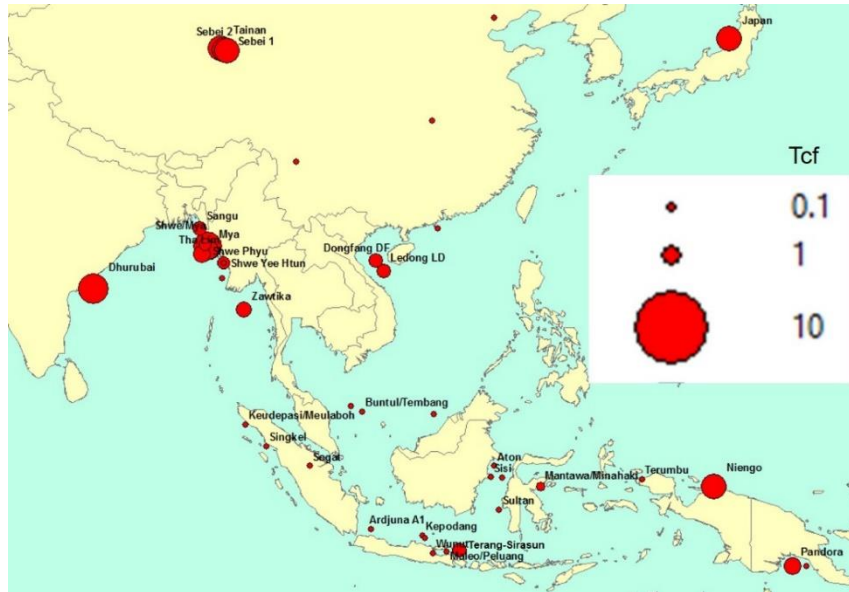 Japan
Sebei 2 Tainan
Sebei 1
Tcf
0.1
1
10
Sangu
Shwe/Mya
Mya
Shwe Phyu
Shwe Yee Htun
Dhurubai
Zawtika
Dongfang DF
Ledong LD
Buntul/Tembang
Keudepasi/Meulaboh
Singkel
Segat
Aton
Sisi
Mantawa/Minahaki
Terumbu
Niengo
Sultan
Ardjuna A1
Kepodang
/Terang-Sirasun
Maleo/Peluang
Pandora